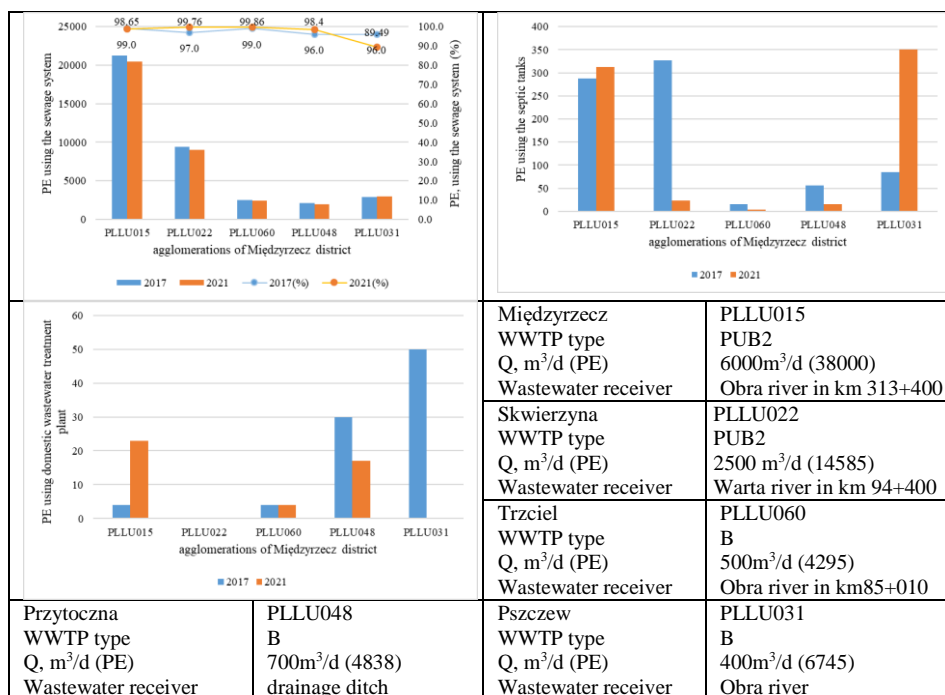 98.65 99.76 99.86 98.4 89.49
99.0 97.0 99.0 96.0 96.0
PE using the sewage system
25000
20000
15000
10000
5000
0
100.0
90.0
80.0
70.0
60.0
50.0
40.0
30.0
20.0
10.0
0.0
PE, using the sewage system (%)
PLLU015 PLLU022 PLLU060 PLLU048 PLLU031
agglomerations of Międzyrzecz district
2017 2021 2017(%) 2021(%)
PE using the septic tanks
400
350
300
250
200
150
100
50
0
PLLU015 PLLU022 PLLU060 PLLU048 PLLU031
agglomerations of Międzyrzecz district
2017 2021
PE using domestic wastewater treatment
plant
60
50
40
30
20
10
0
PLLU015 PLLU022 PLLU060 PLLU048 PLLU031
agglomerations of Międzyrzecz district
2017 2021
Międzyrzecz PLLU015
WWTP type PUB2
Q, m³/d (PE) 6000m³/d (38000)
Wastewater receiver Obra river in km 313+400
Skwierzyna PLLU022
WWTP type PUB2
Q, m³/d (PE) 2500 m³/d (14585)
Wastewater receiver Warta river in km 94+400
Trzciel PLLU060
WWTP type B
Q, m³/d (PE) 500m³/d (4295)
Wastewater receiver Obra river in km85+010
Przytoczna PLLU048
WWTP type B
Q, m³/d (PE) 700m³/d (4838)
Wastewater receiver drainage ditch
Pszczew PLLU031
WWTP type B
Q, m³/d (PE) 400m³/d (6745)
Wastewater receiver Obra river